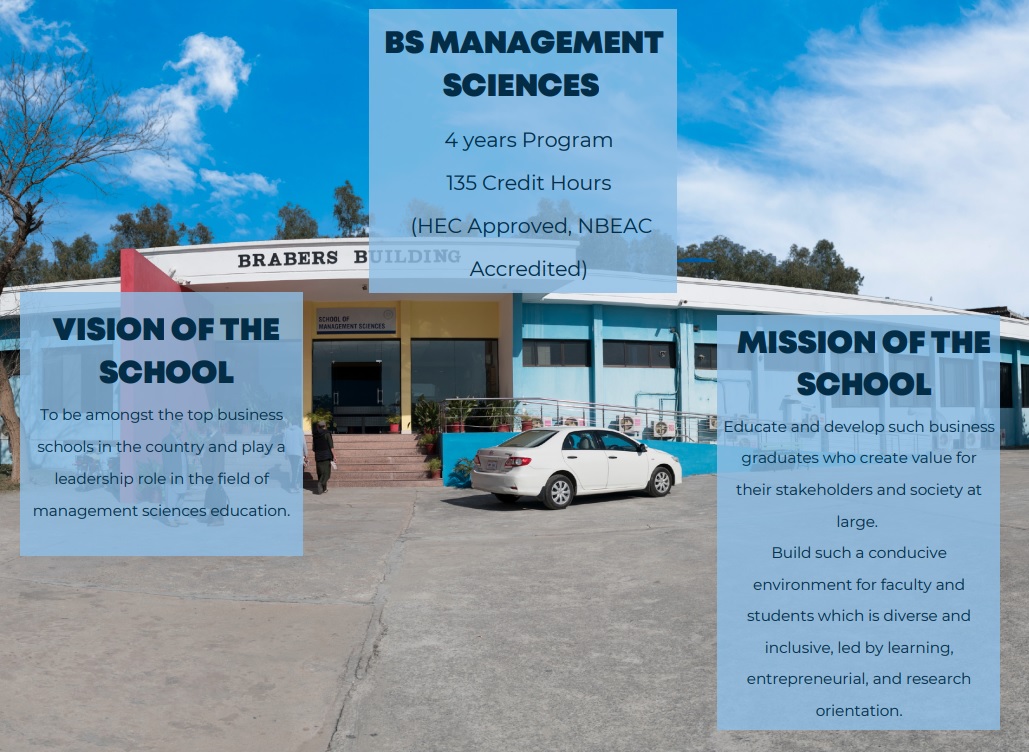 BS MANAGEMENT
SCIENCES
4 years Program
135 Credit Hours
(HEC Approved, NBEAC
Accredited)
BRABERS BUILDING
SCHOOL OF
MANAGEMENT SCIENCES
VISION OF THE
SCHOOL
To be amongst the top business
schools in the country and play a
leadership role in the field of
management sciences education.
MISSION OF THE
SCHOOL
Educate and develop such business
graduates who create value for
their stakeholders and society at
large.
Build such a conducive
environment for faculty and
students which is diverse and
inclusive, led by learning,
entrepreneurial, and research
orientation.